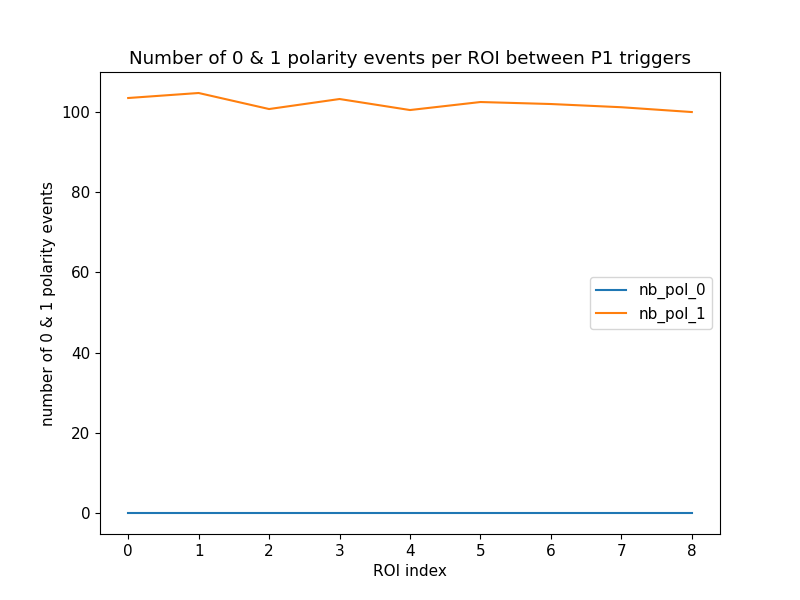 Number of 0 & 1 polarity events per ROI between P1 triggers
number of 0 & 1 polarity events
100
80
60
40
20
0
nb_pol_0
nb_pol_1
0 1 2 3 4 5 6 7 8
ROI index